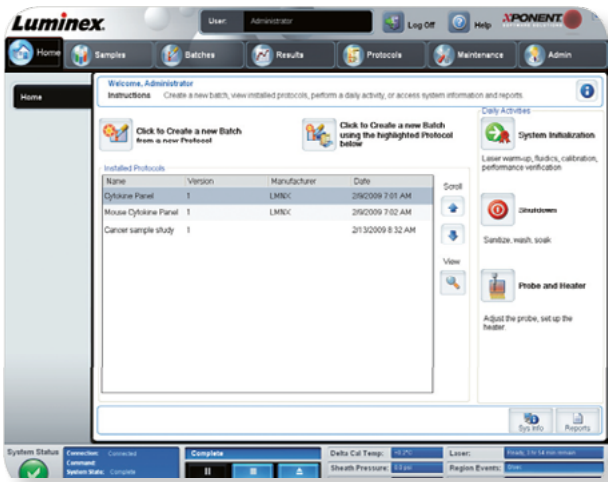 Luminex.
User: Administrator
Log Off
Help
XPONENT.
Home
Samples
Batches
Results
Protocols
Maintenance
Admin
Home
Welcome, Administrator
Instructions Create a new batch, view installed protocols, perform a daily activity, or access system information and reports.
Click to Create a new Batch
from a new Protocol
Click to Create a new Batch
using the highlighted Protocol
below
Installed Protocols
Name Version Manufacturer Date
Cytokine Panel 1 LMNX 2/9/2009 7:01 AM
Mouse Cytokine Panel 1 LMNX 2/9/2009 7:02 AM
Cancer sample study 1 2/13/2009 8:32 AM
Scroll
View
Daily Activities
System Initialization
Laser warm-up, fluidics, calibration,
performance verification
Shutdown
Sanitize, wash, soak
Probe and Heater
Adjust the probe, set up the
heater.
Sys Info
Reports
System Status
Connection: Connected
Command:
System State: Complete
Complete
Delta Cal Temp:
Sheath Pressure:
Laser:
Region Events: